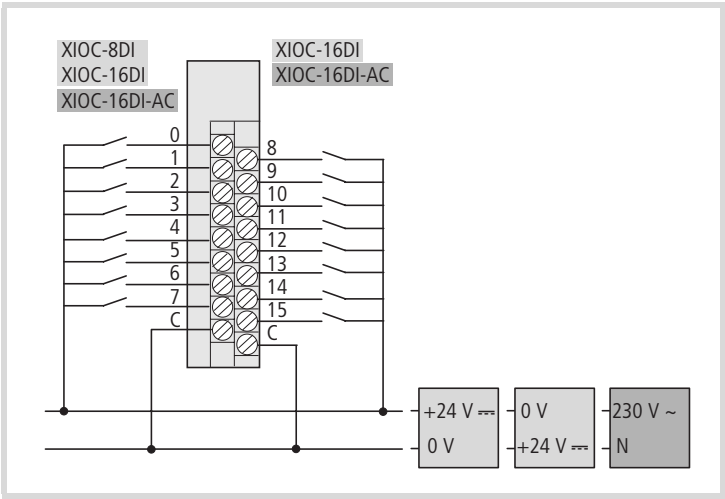 XIOC-8DI
XIOC-16DI
XIOC-16DI-AC
XIOC-16DI
XIOC-16DI-AC
0
1
2
3
4
5
6
7
C
8
9
10
11
12
13
14
15
C
+24 V ⎓
0 V
0 V
+24 V ⎓
230 V ~
N